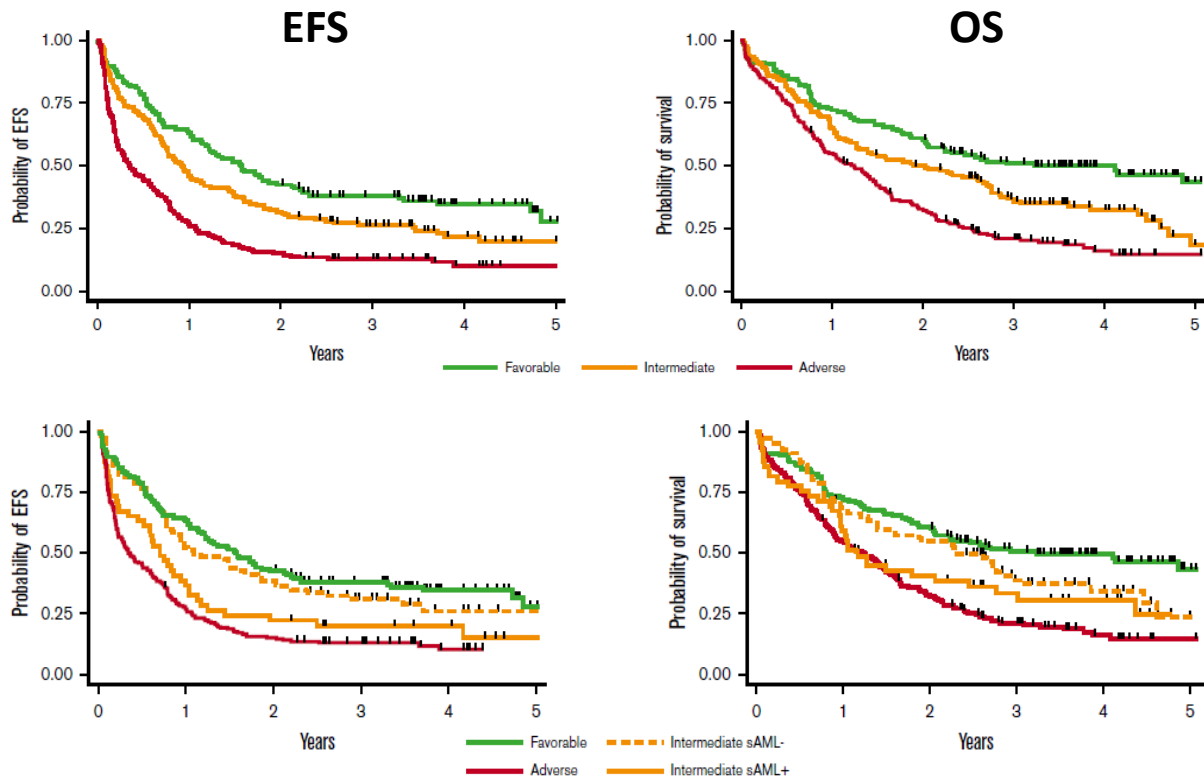 EFS
OS
Probability of EFS
1.00
0.75
0.50
0.25
0.00
0 1 2 3 4 5
Years
Probability of survival
1.00
0.75
0.50
0.25
0.00
0 1 2 3 4 5
Years
Favorable Intermediate Adverse
Probability of EFS
1.00
0.75
0.50
0.25
0.00
0 1 2 3 4 5
Years
Probability of survival
1.00
0.75
0.50
0.25
0.00
0 1 2 3 4 5
Years
Favorable Intermediate sAML-
Adverse Intermediate sAML+